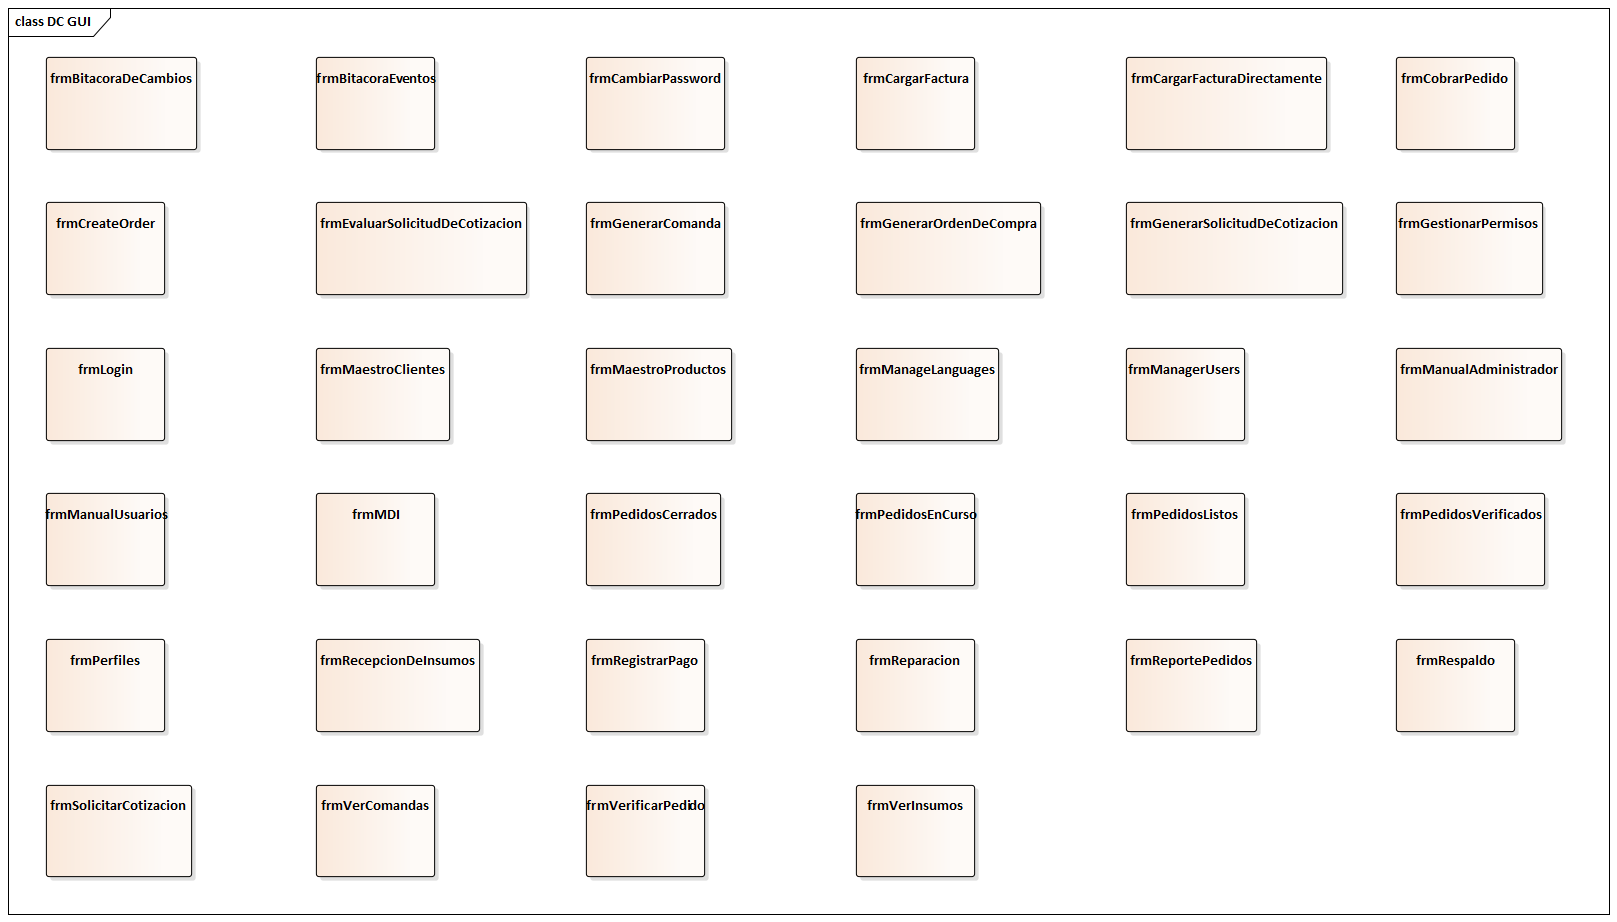 class DC GUI
frmBitacoraDeCambios
frmBitacoraEventos
frmCambiarPassword
frmCargarFactura
frmCargarFacturaDirectamente
frmCobrarPedido
frmCreateOrder
frmEvaluarSolicitudDeCotizacion
frmGenerarComanda
frmGenerarOrdenDeCompra
frmGenerarSolicitudDeCotizacion
frmGestionarPermisos
frmLogin
frmMaestroClientes
frmMaestroProductos
frmManageLanguages
frmManagerUsers
frmManualAdministrador
frmManualUsuarios
frmMDI
frmPedidosCerrados
frmPedidosEnCurso
frmPedidosListos
frmPedidosVerificados
frmPerfiles
frmRecepcionDeInsumos
frmRegistrarPago
frmReparacion
frmReportePedidos
frmRespaldo
frmSolicitarCotizacion
frmVerComandas
frmVerificarPedido
frmVerInsumos